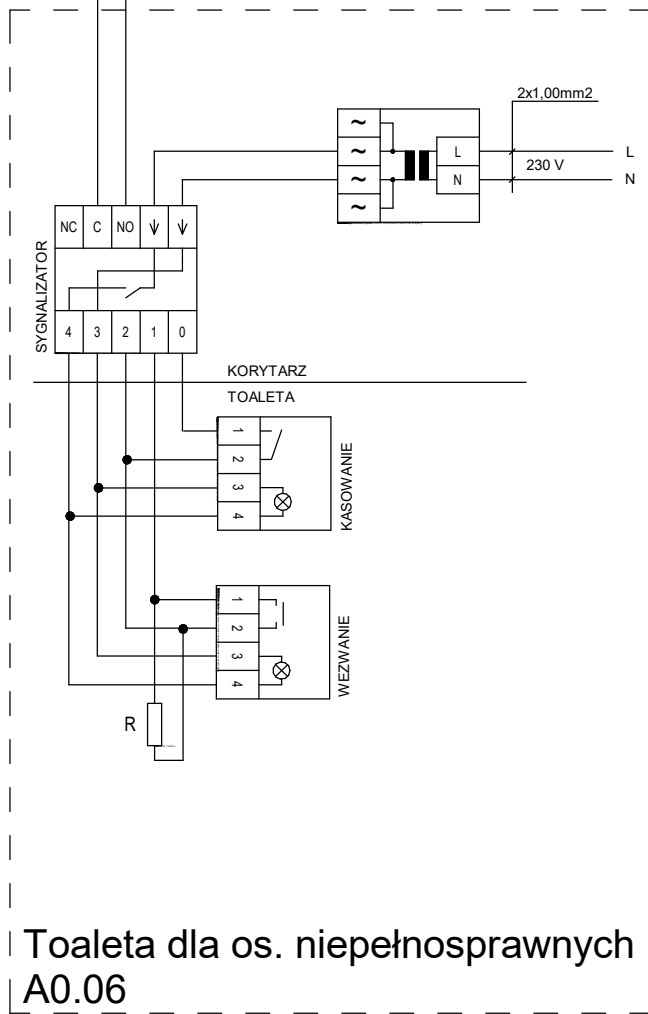 2x1,00mm2
~
~ L L
230 V
~ N N
~
NC C NO ↓ ↓
SYGNALIZATOR
4 3 2 1 0
KORYTARZ
TOALETA
1
2
3
4
KASOWANIE
1
2
3
4
WEZWANIE
R
Toaleta dla os. niepełnosprawnych
A0.06